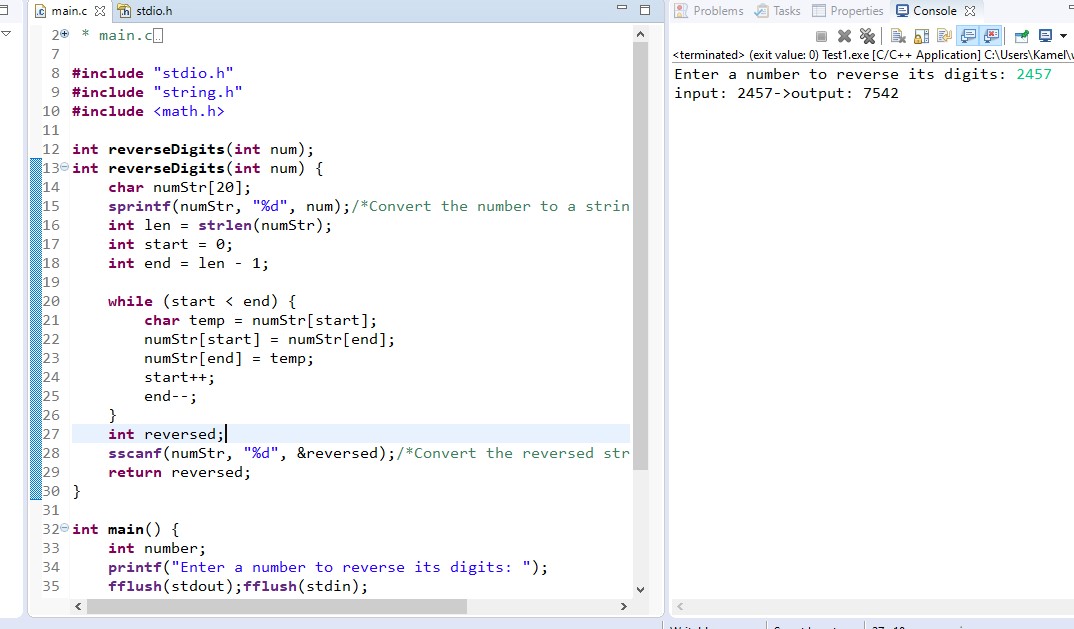 main.c stdio.h
2 * main.c
7
8 #include "stdio.h"
9 #include "string.h"
10 #include <math.h>
11
12 int reverseDigits(int num);
13 int reverseDigits(int num) {
14 char numStr[20];
15 sprintf(numStr, "%d", num);/*Convert the number to a strin
16 int len = strlen(numStr);
17 int start = 0;
18 int end = len - 1;
19
20 while (start < end) {
21 char temp = numStr[start];
22 numStr[start] = numStr[end];
23 numStr[end] = temp;
24 start++;
25 end--;
26 }
27 int reversed;
28 sscanf(numStr, "%d", &reversed);/*Convert the reversed str
29 return reversed;
30 }
31
32 int main() {
33 int number;
34 printf("Enter a number to reverse its digits: ");
35 fflush(stdout);fflush(stdin);
Problems Tasks Properties Console
<terminated> (exit value: 0) Test1.exe [C/C++ Application] C:\Users\Kamel\
Enter a number to reverse its digits: 2457
input: 2457->output: 7542